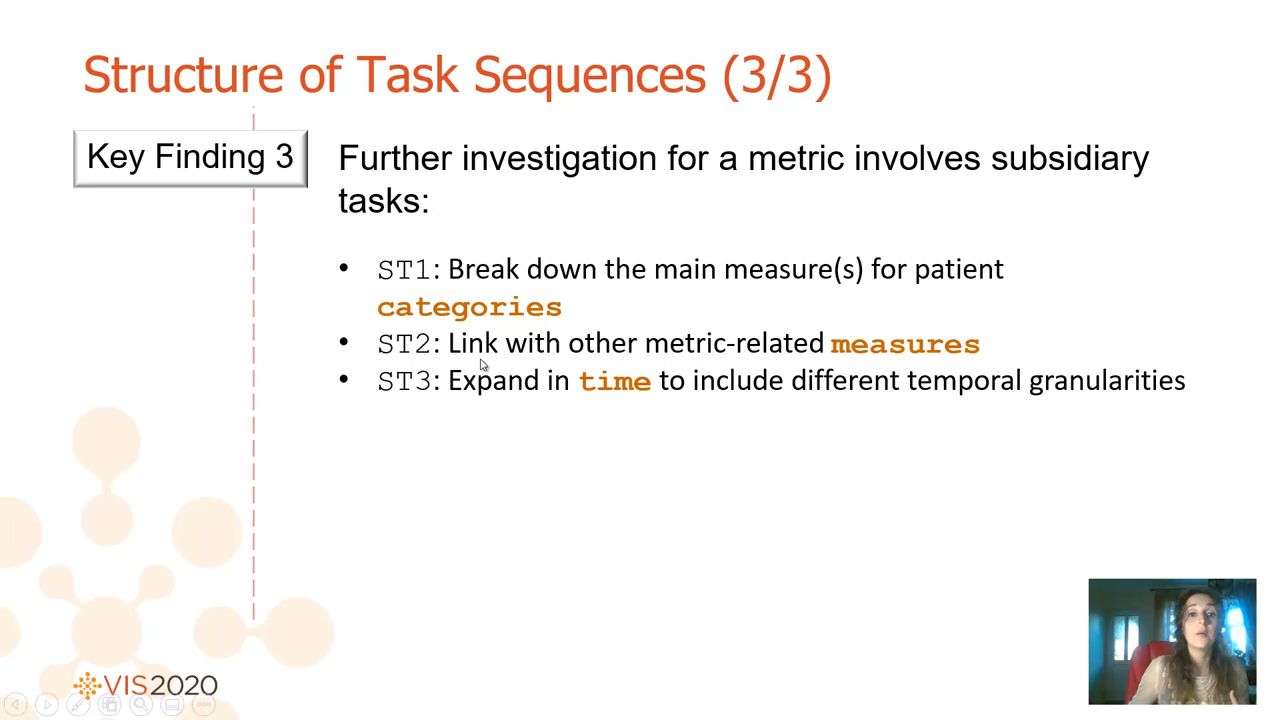 Structure of Task Sequences (3/3)
Key Finding 3
Further investigation for a metric involves subsidiary
tasks:
• ST1: Break down the main measure(s) for patient
categories
• ST2: Link with other metric-related measures
• ST3: Expand in time to include different temporal granularities
VIS2020